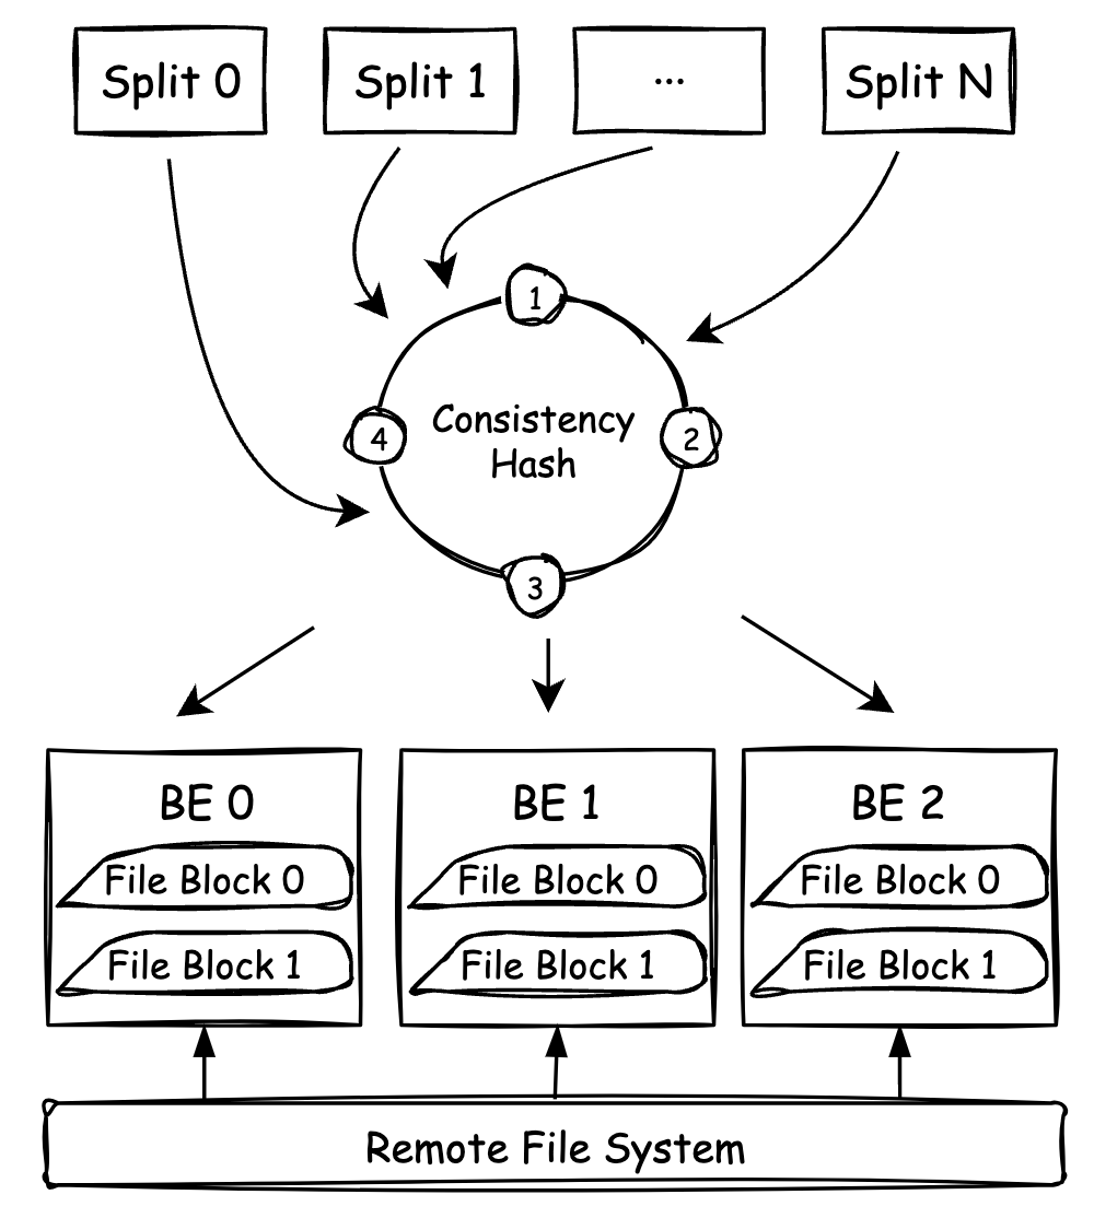 Split 0
Split 1
...
Split N
1
4
Consistency
Hash
2
3
BE 0
File Block 0
File Block 1
BE 1
File Block 0
File Block 1
BE 2
File Block 0
File Block 1
Remote File System